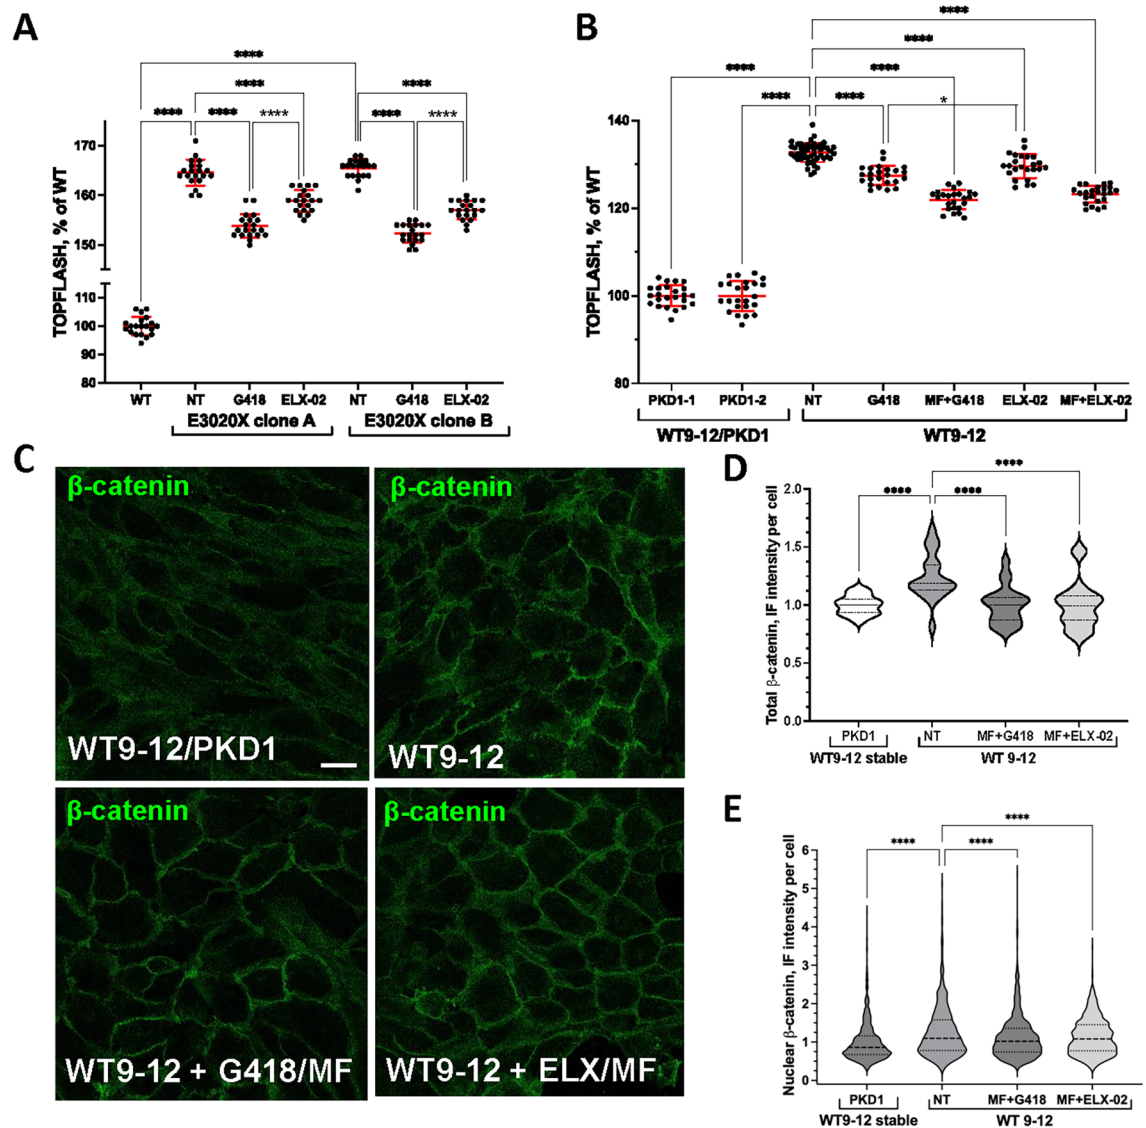 A
****
****
****
****
****
****
****
****
TOPFLASH, % of WT
170
160
150
110
100
90
80
WT
NT
G418
ELX-02
NT
G418
ELX-02
E3020X clone A
E3020X clone B
B
****
****
****
****
****
****
*
TOPFLASH, % of WT
140
120
100
80
PKD1-1
PKD1-2
NT
G418
MF+G418
ELX-02
MF+ELX-02
WT9-12/PKD1
WT9-12
C
β-catenin
WT9-12/PKD1
β-catenin
WT9-12
β-catenin
WT9-12 + G418/MF
β-catenin
WT9-12 + ELX/MF
D
****
****
****
Total β-catenin, IF intensity per cell
2.0
1.5
1.0
0.5
0.0
PKD1
NT
MF+G418
MF+ELX-02
WT9-12 stable
WT 9-12
E
****
****
****
Nuclear β-catenin, IF intensity per cell
6
5
4
3
2
1
0
PKD1
NT
MF+G418
MF+ELX-02
WT9-12 stable
WT 9-12